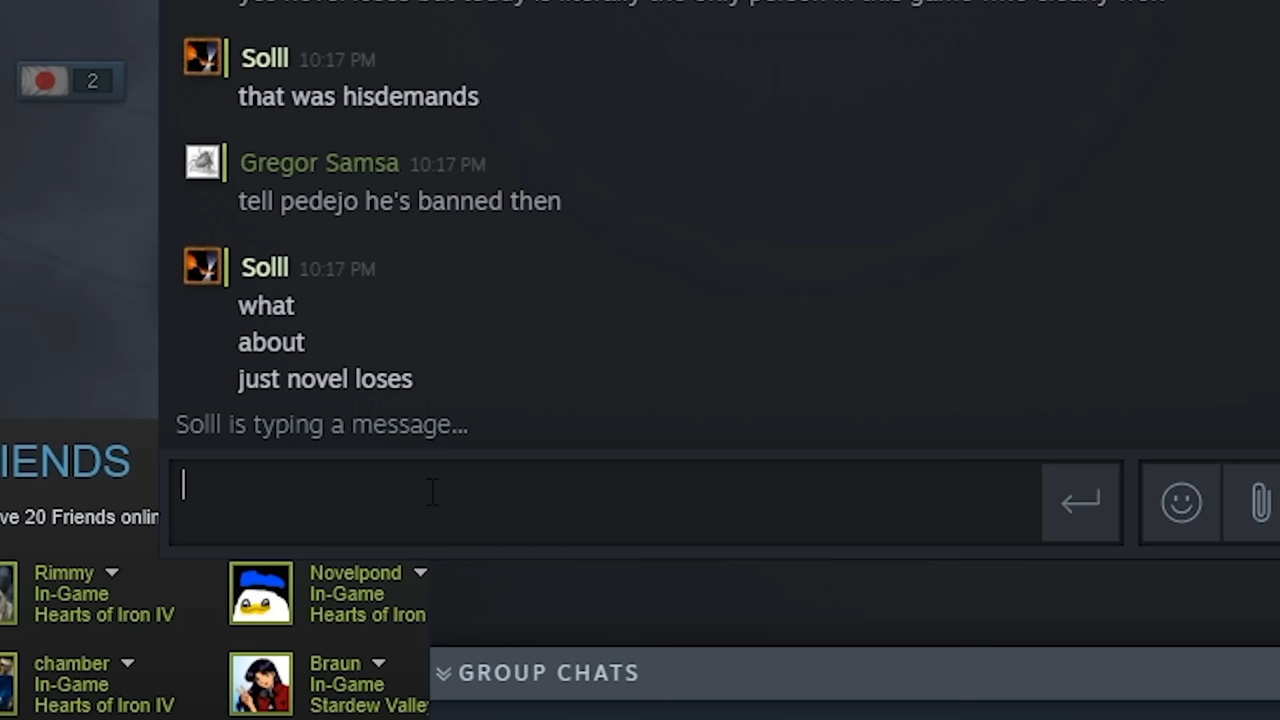 2
Solll 10:17 PM
that was hisdemands
Gregor Samsa 10:17 PM
tell pedejo he's banned then
Solll 10:17 PM
what
about
just novel loses
Solll is typing a message...
IENDS
ve 20 Friends onlin
Rimmy
In-Game
Hearts of Iron IV
Novelpond
In-Game
Hearts of Iron
chamber
In-Game
Hearts of Iron IV
Braun
In-Game
Stardew Valle
GROUP CHATS